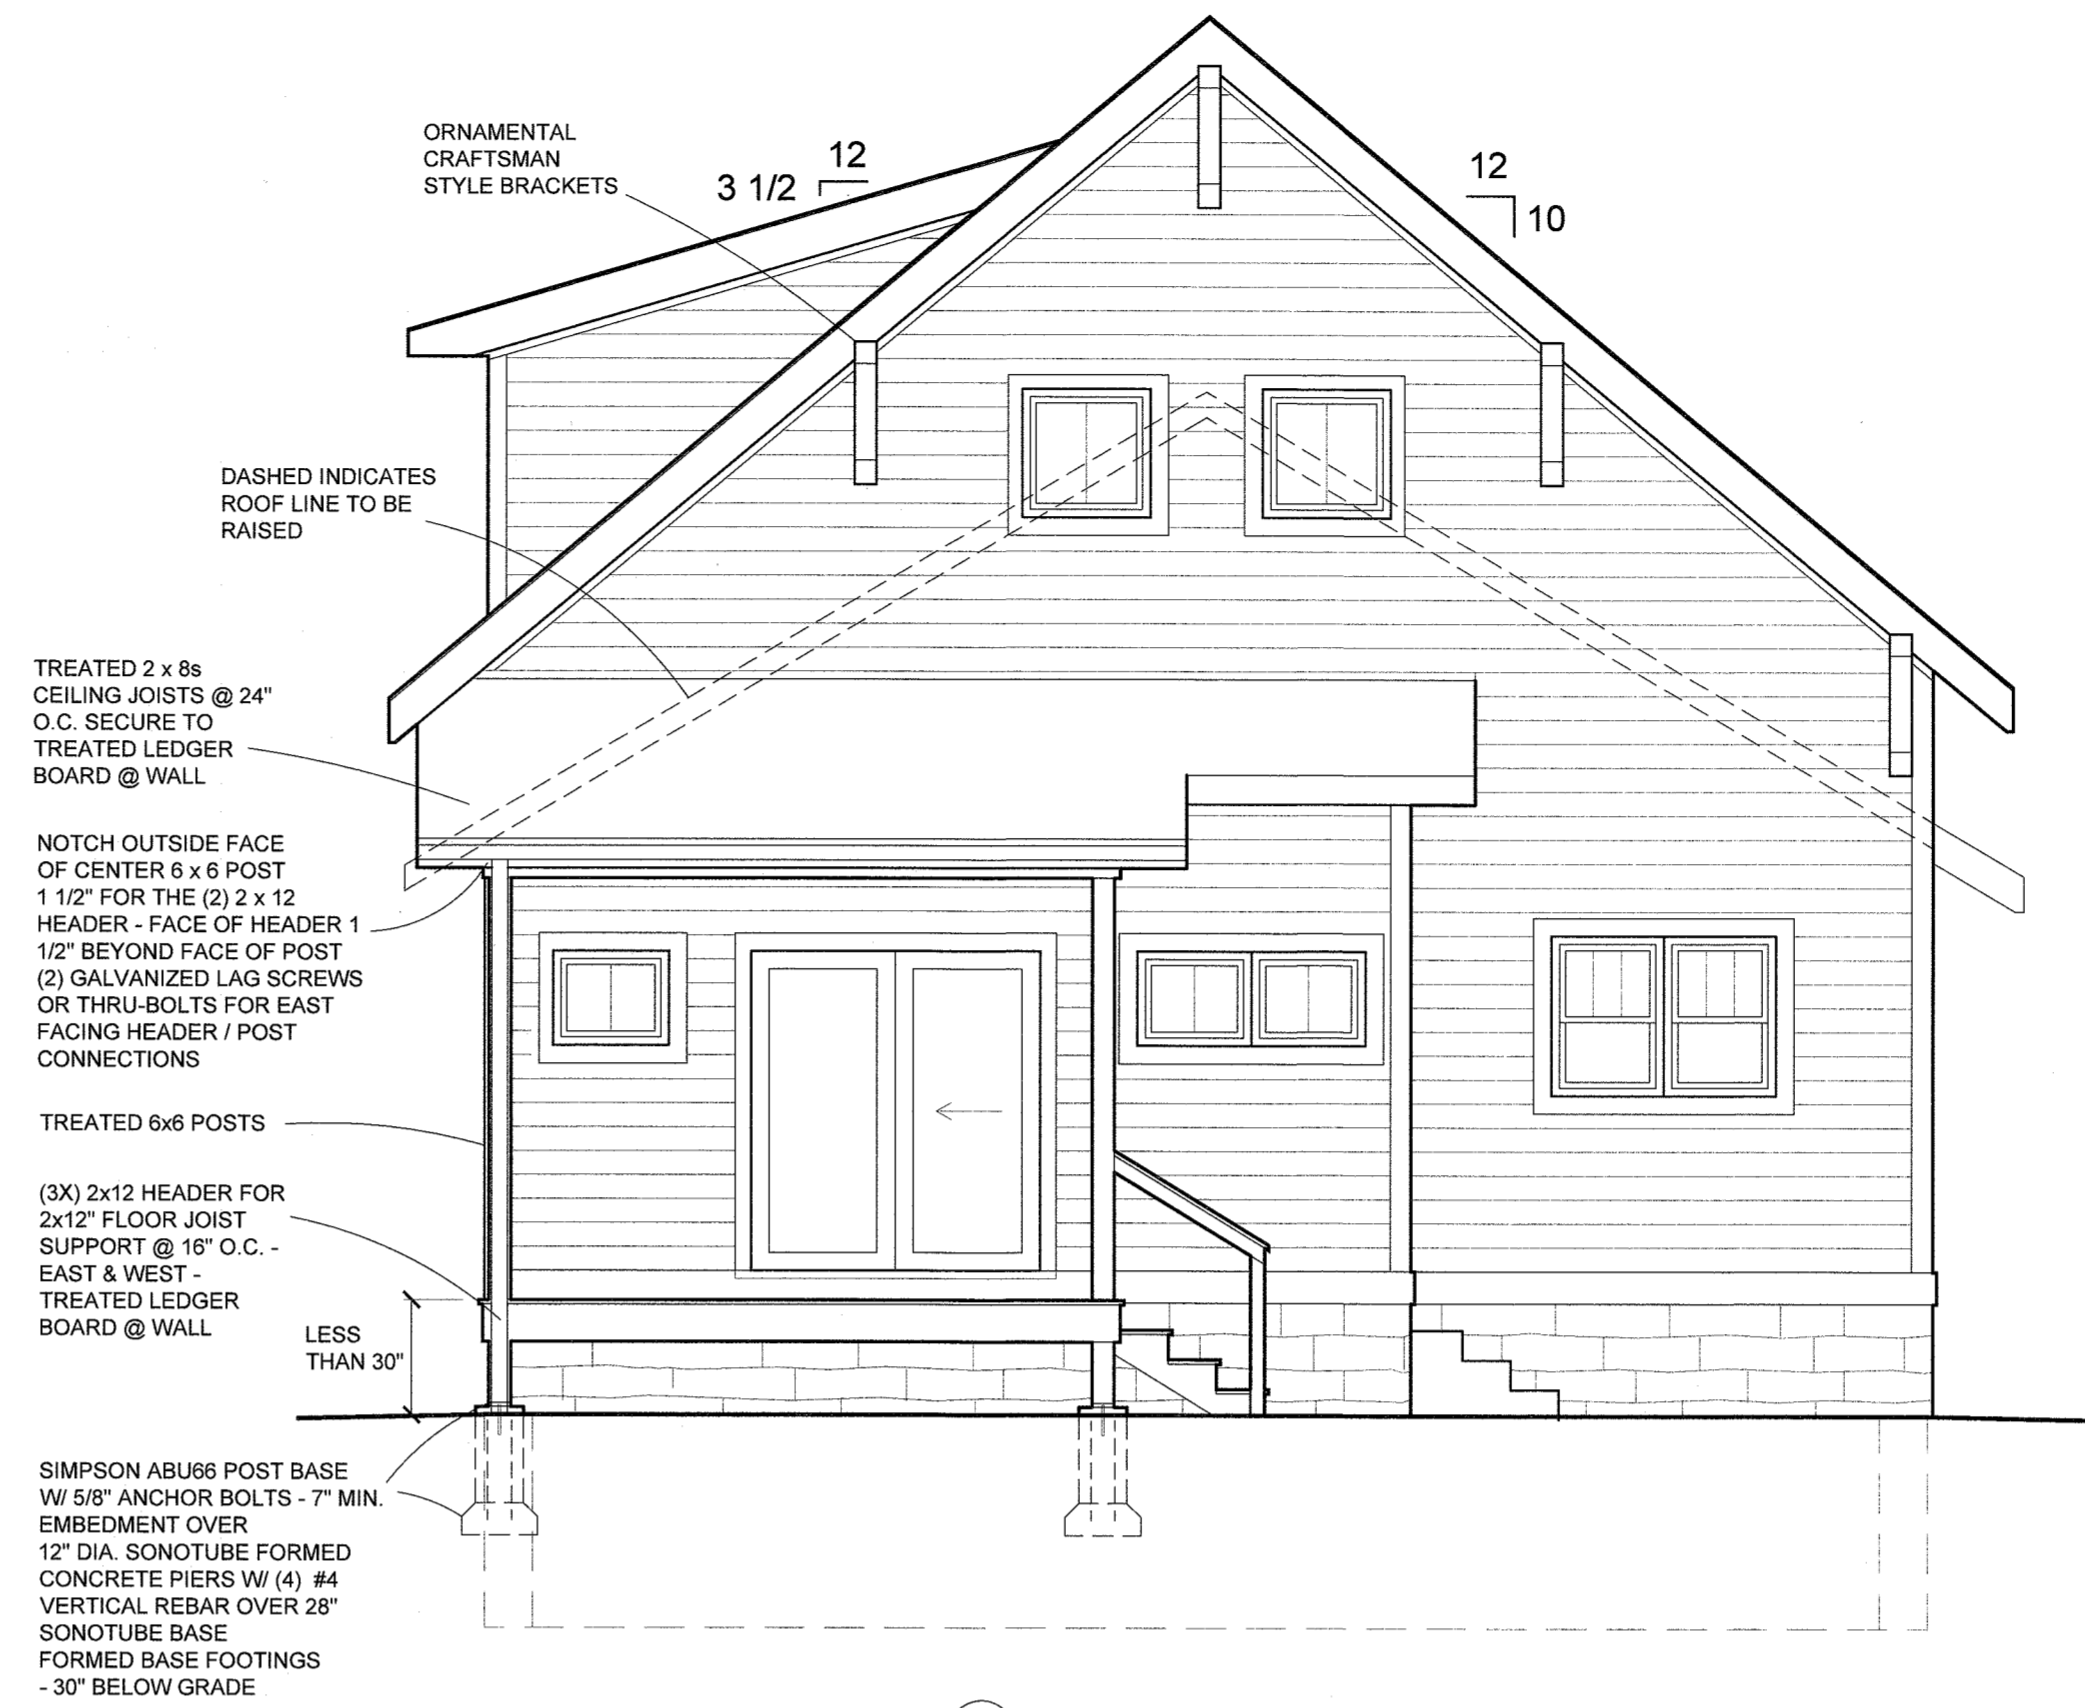 ORNAMENTAL
CRAFTSMAN
STYLE BRACKETS
12
3 1/2
12
10
DASHED INDICATES
ROOF LINE TO BE
RAISED
TREATED 2 x 8s
CEILING JOISTS @ 24"
O.C. SECURE TO
TREATED LEDGER
BOARD @ WALL
NOTCH OUTSIDE FACE
OF CENTER 6 x 6 POST
1 1/2" FOR THE (2) 2 x 12
HEADER - FACE OF HEADER 1
1/2" BEYOND FACE OF POST
(2) GALVANIZED LAG SCREWS
OR THRU-BOLTS FOR EAST
FACING HEADER / POST
CONNECTIONS
TREATED 6x6 POSTS
(3X) 2x12 HEADER FOR
2x12" FLOOR JOIST
SUPPORT @ 16" O.C. -
EAST & WEST -
TREATED LEDGER
BOARD @ WALL
LESS
THAN 30"
SIMPSON ABU66 POST BASE
W/ 5/8" ANCHOR BOLTS - 7" MIN.
EMBEDMENT OVER
12" DIA. SONOTUBE FORMED
CONCRETE PIERS W/ (4) #4
VERTICAL REBAR OVER 28"
SONOTUBE BASE
FORMED BASE FOOTINGS
- 30" BELOW GRADE